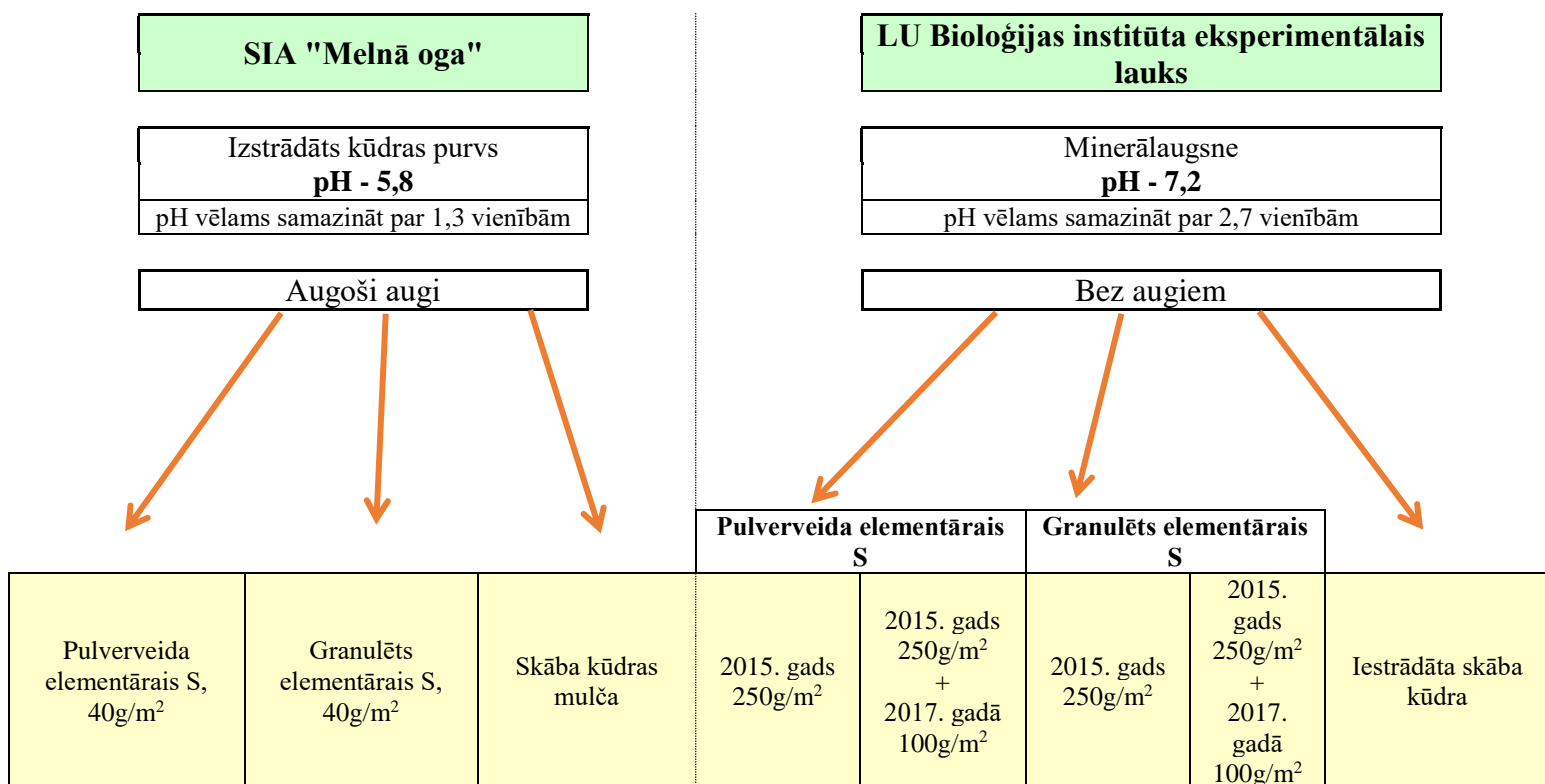 SIA "Melnā oga"
LU Bioloģijas institūta eksperimentālais
lauks
Izstrādāts kūdras purvs
pH - 5,8
pH vēlams samazināt par 1,3 vienībām
Minerālaugsne
pH - 7,2
pH vēlams samazināt par 2,7 vienībām
Augoši augi
Bez augiem
Pulverveida elementārais
S
Granulēts elementārais
S
Pulverveida
elementārais S,
40g/m²
Granulēts
elementārais S,
40g/m²
Skāba kūdras
mulča
2015. gads
250g/m²
2015. gads
250g/m²
+
2017. gadā
100g/m²
2015. gads
250g/m²
2015.
gads
250g/m²
+
2017.
gadā
100g/m²
Iestrādāta skāba
kūdra